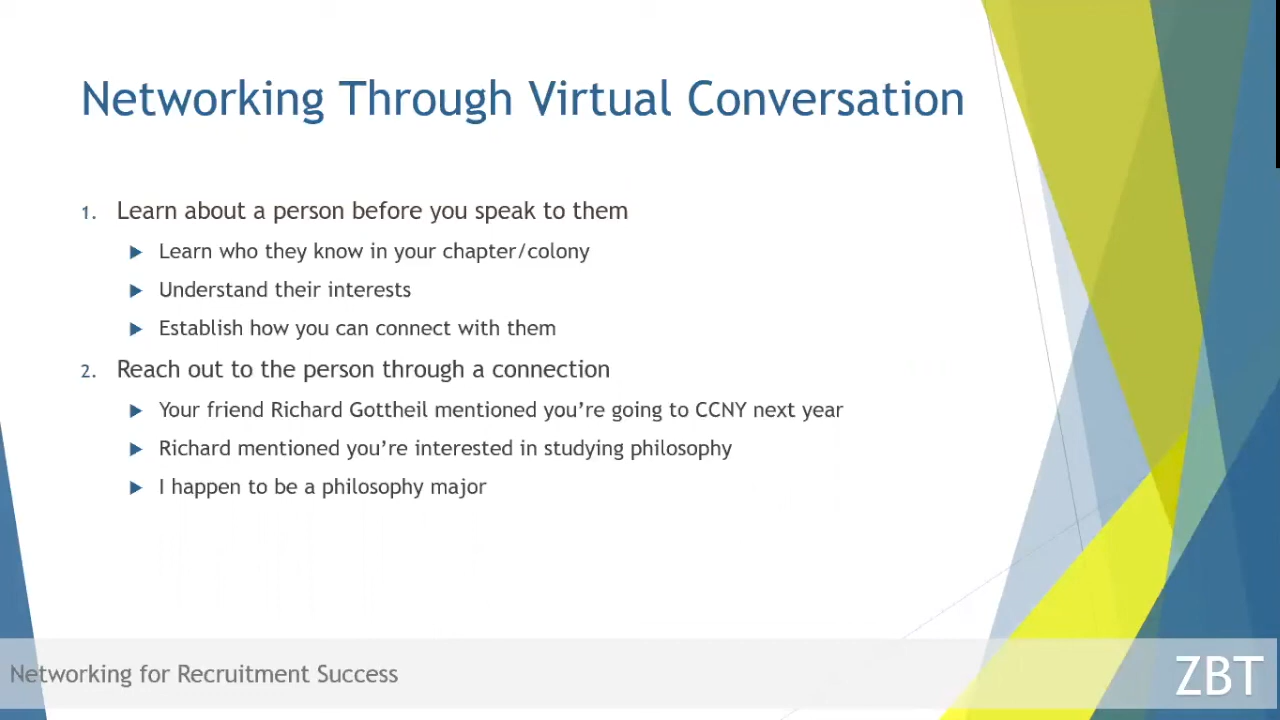 Networking Through Virtual Conversation
1. Learn about a person before you speak to them
Learn who they know in your chapter/colony
Understand their interests
Establish how you can connect with them
2. Reach out to the person through a connection
Your friend Richard Gottheil mentioned you’re going to CCNY next year
Richard mentioned you’re interested in studying philosophy
I happen to be a philosophy major
Networking for Recruitment Success
ZBT